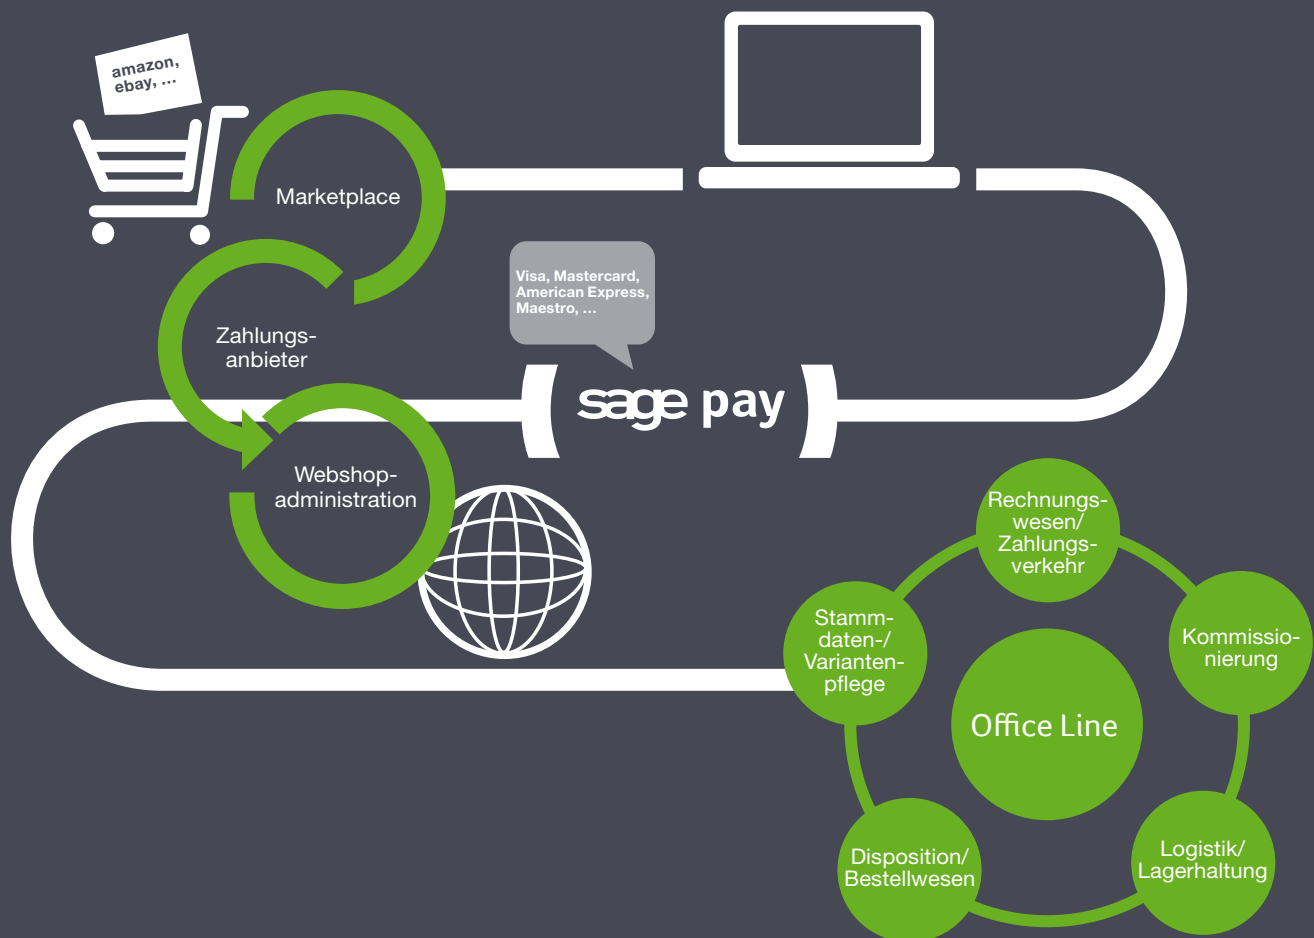 amazon,
ebay, ...
Marketplace
Visa, Mastercard,
American Express,
Maestro, ...
Zahlungs-
anbieter
sage pay
Webshop-
administration
Rechnungs-
wesen/
Zahlungs-
verkehr
Stamm-
daten-/
Varianten-
pflege
Kommissio-
nierung
Office Line
Disposition/
Bestellwesen
Logistik/
Lagerhaltung